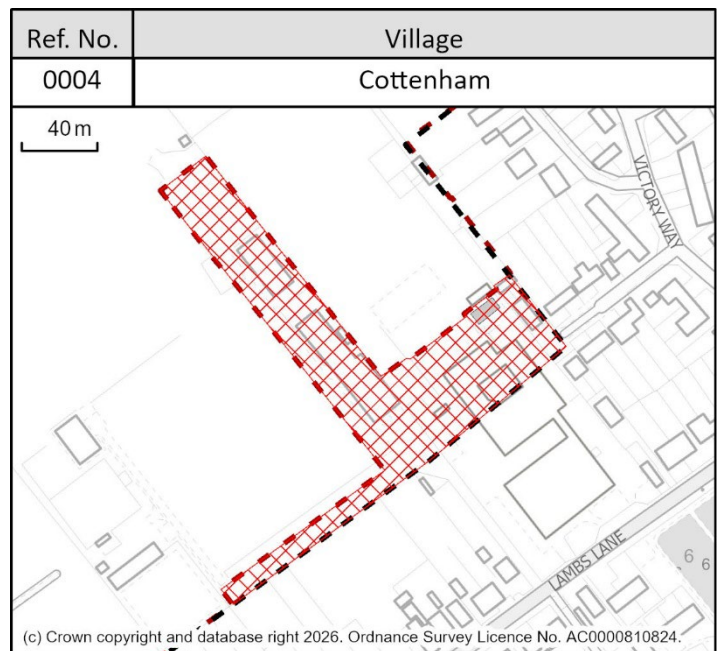 Ref. No. Village
0004 Cottenham
40 m
VICTORY WAY
LAMBS LANE
6 6
(c) Crown copyright and database right 2026. Ordnance Survey Licence No. AC0000810824.